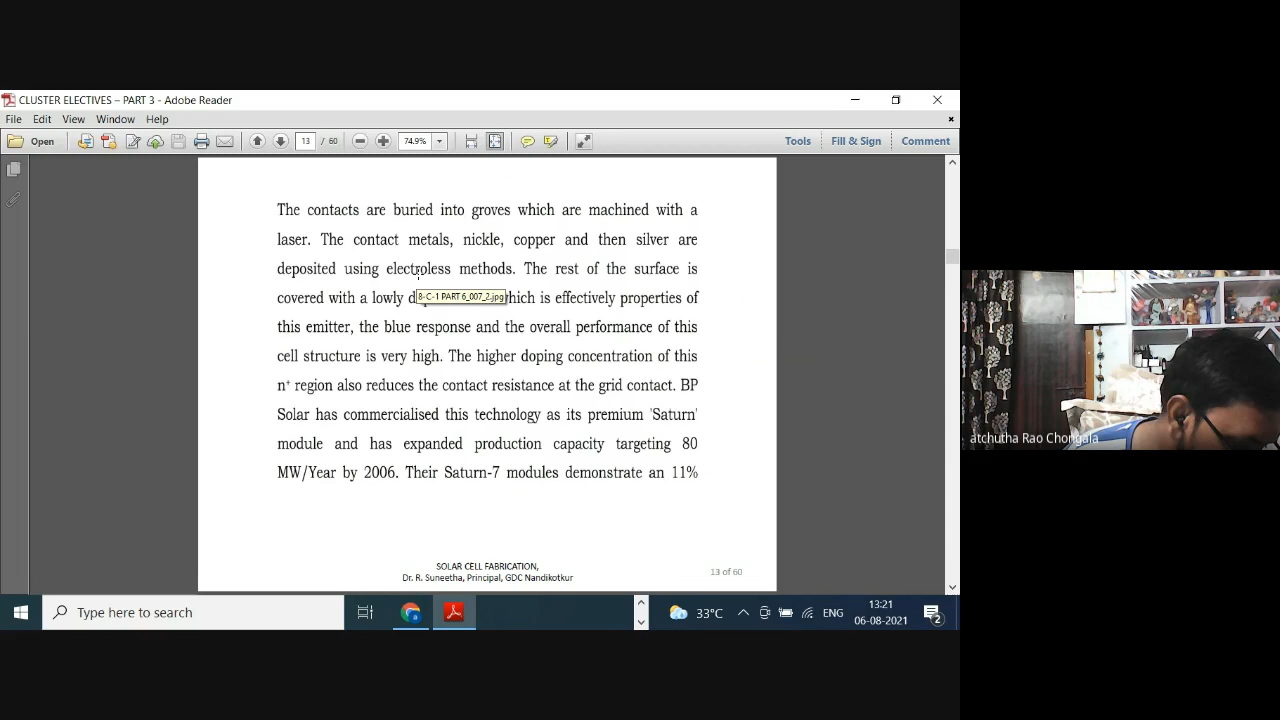 CLUSTER ELECTIVES – PART 3 - Adobe Reader
File Edit View Window Help
Open 13 / 60 74.9% Tools Fill & Sign Comment
The contacts are buried into groves which are machined with a
laser. The contact metals, nickle, copper and then silver are
deposited using electroless methods. The rest of the surface is
covered with a lowly which is effectively properties of
8-C-1 PART 6_007_2.jpg
this emitter, the blue response and the overall performance of this
cell structure is very high. The higher doping concentration of this
n⁺ region also reduces the contact resistance at the grid contact. BP
Solar has commercialised this technology as its premium 'Saturn'
module and has expanded production capacity targeting 80
MW/Year by 2006. Their Saturn-7 modules demonstrate an 11%
SOLAR CELL FABRICATION,
Dr. R. Suneetha, Principal, GDC Nandikotkur
13 of 60
atchutha Rao Chongala
Type here to search
33°C
ENG
13:21
06-08-2021
2